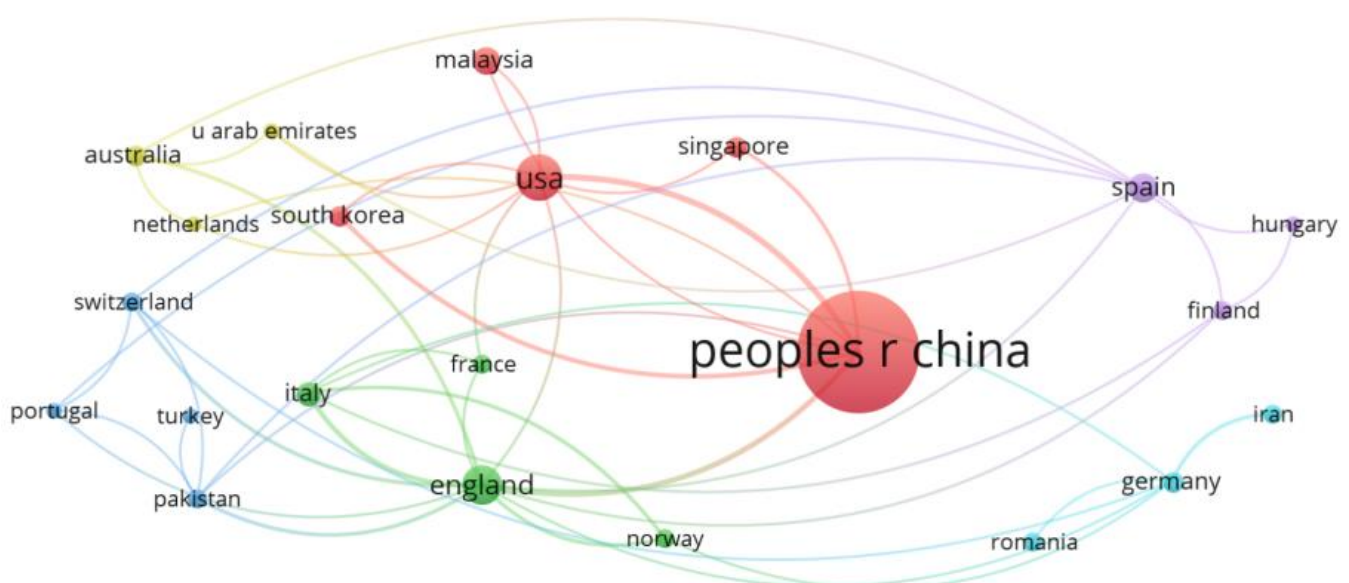 malaysia
u arab emirates
australia
singapore
usa
spain
netherlands
south korea
hungary
switzerland
finland
peoples r china
france
italy
portugal
turkey
iran
pakistan
england
germany
norway
romania